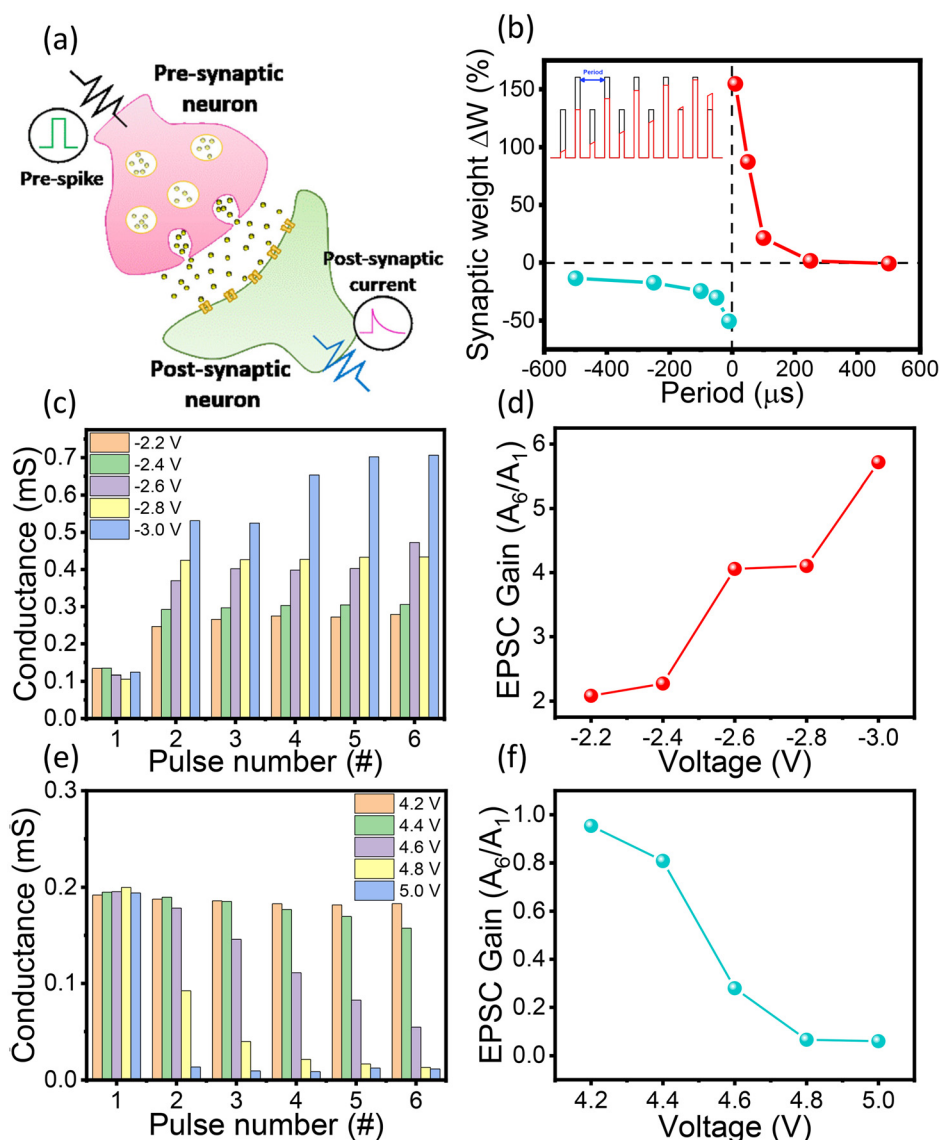 (a)
Pre-synaptic
neuron
Pre-spike
Post-synaptic
current
Post-synaptic
neuron
(b)
Synaptic weight ΔW (%)
Period
150
100
50
0
-50
-600 -400 -200 0 200 400 600
Period (μs)
(c)
Conductance (mS)
-2.2 V
-2.4 V
-2.6 V
-2.8 V
-3.0 V
0.7
0.6
0.5
0.4
0.3
0.2
0.1
0.0
1 2 3 4 5 6
Pulse number (#)
(d)
EPSC Gain (A6/A1)
6
5
4
3
2
-2.2 -2.4 -2.6 -2.8 -3.0
Voltage (V)
(e)
Conductance (mS)
4.2 V
4.4 V
4.6 V
4.8 V
5.0 V
0.3
0.2
0.1
0.0
1 2 3 4 5 6
Pulse number (#)
(f)
EPSC Gain (A6/A1)
1.0
0.8
0.6
0.4
0.2
0.0
4.2 4.4 4.6 4.8 5.0
Voltage (V)